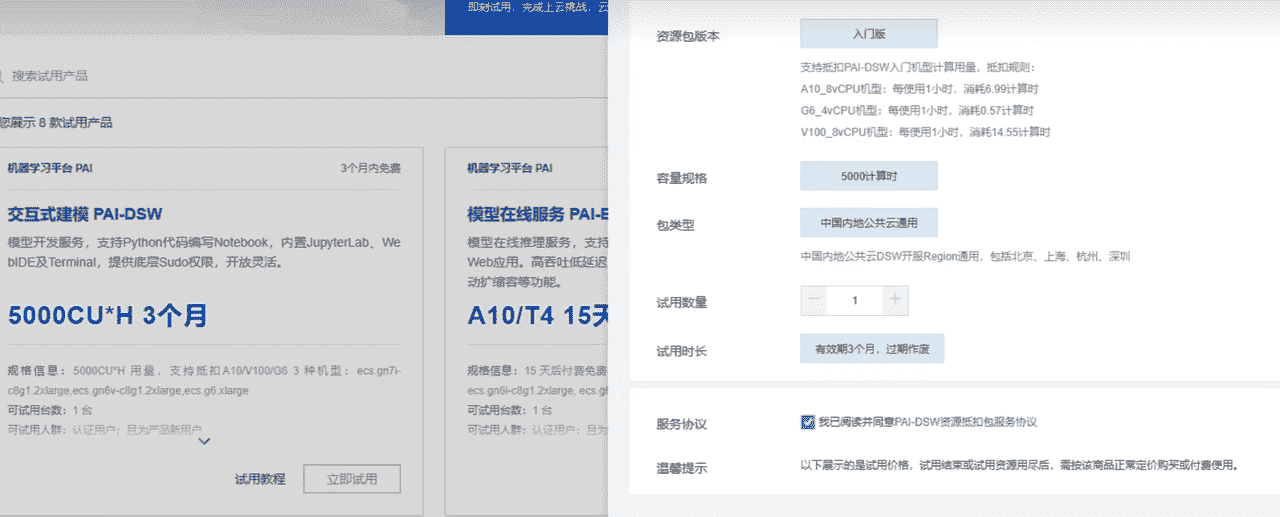 即刻试用，完成上云挑战，云
搜索试用产品
您展示 8 款试用产品
机器学习平台 PAI
3个月内免费
交互式建模 PAI-DSW
模型开发服务，支持Python代码编写Notebook，内置JupyterLab、We
bIDE及Terminal，提供底层Sudo权限，开放灵活。
5000CU*H 3个月
规格信息：5000CU*H 用量，支持抵扣A10/V100/G6 3 种机型：ecs.gn7i-
c8g1.2xlarge,ecs.gn6v-c8g1.2xlarge,ecs.g6.xlarge
可试用台数：1 台
可试用人群：认证用户；且为产品新用户
试用教程
立即试用
机器学习平台 PAI
模型在线服务 PAI-E
模型在线推理服务，支持
Web应用。高吞吐低延迟
动扩缩容等功能。
A10/T4 15天
规格信息：15 天后付费免费
ecs.gn6i-c8g1.2xlarge, ecs.g
可试用台数：1 台
可试用人群：认证用户；且为
资源包版本
入门版
支持抵扣PAI-DSW入门机型计算用量，抵扣规则：
A10_8vCPU机型：每使用1小时，消耗6.99计算时
G6_4vCPU机型：每使用1小时，消耗0.57计算时
V100_8vCPU机型：每使用1小时，消耗14.55计算时
容量规格
5000计算时
包类型
中国内地公共云通用
中国内地公共云DSW开服Region通用，包括北京、上海、杭州、深圳
试用数量
1
试用时长
有效期3个月，过期作废
服务协议
我已阅读并同意PAI-DSW资源抵扣包服务协议
温馨提示
以下展示的是试用价格，试用结束或试用资源用尽后，需按该商品正常定价购买或付费使用。